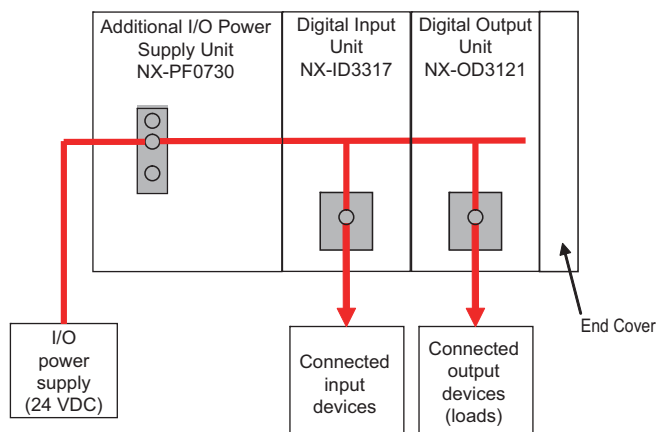 Additional I/O Power
Supply Unit
NX-PF0730
Digital Input
Unit
NX-ID3317
Digital Output
Unit
NX-OD3121
End Cover
I/O
power
supply
(24 VDC)
Connected
input
devices
Connected
output
devices
(loads)